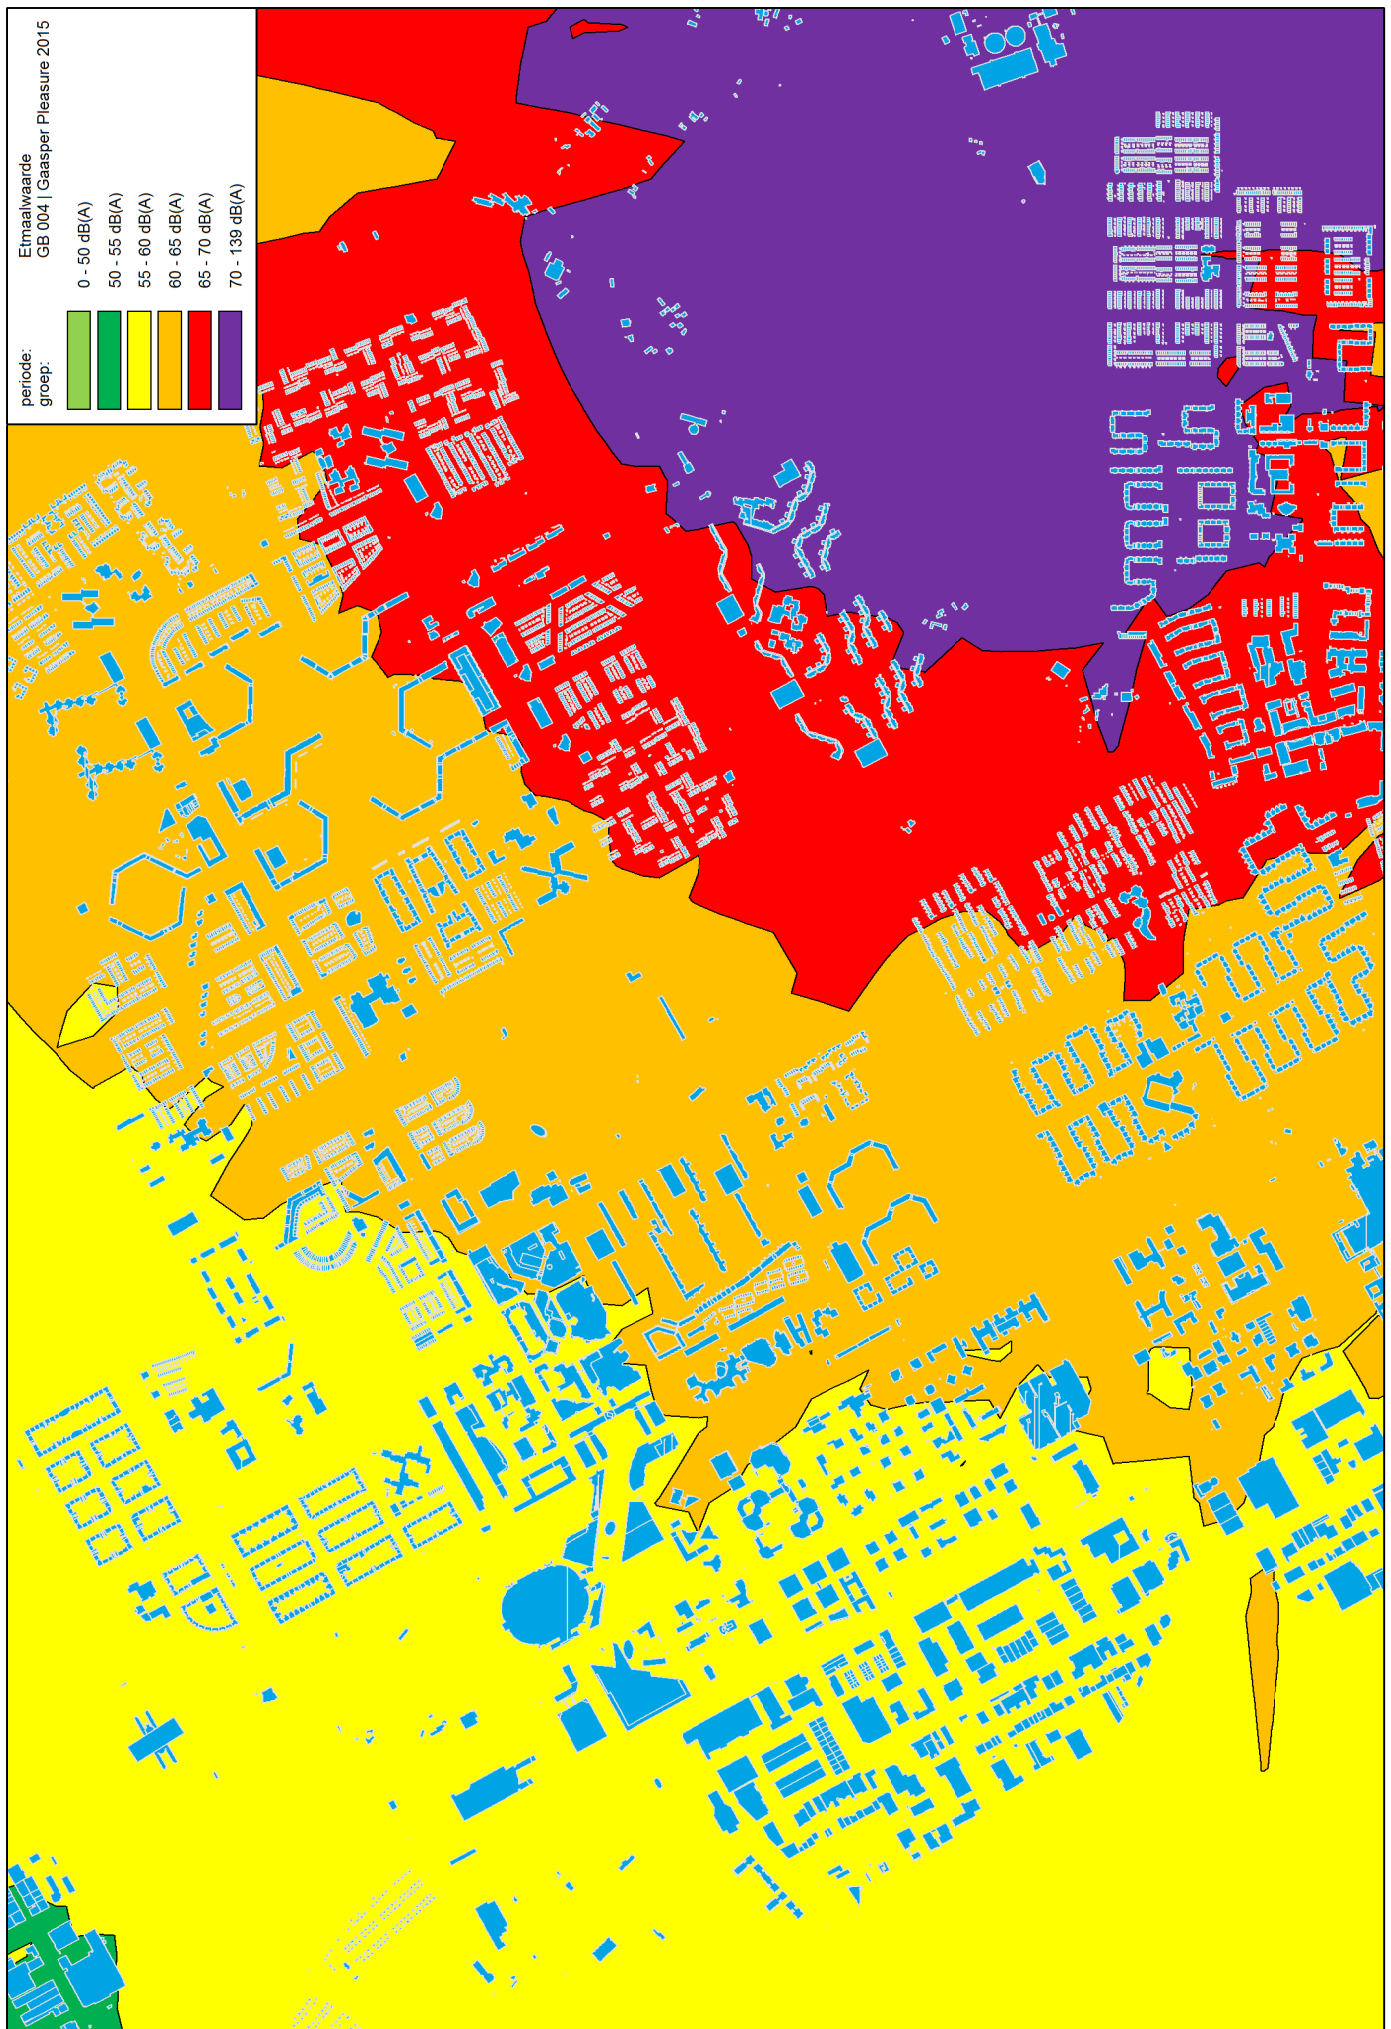 periode: Etmaalwaarde
groep: GB 004 | Gaasper Pleasure 2015
0 - 50 dB(A)
50 - 55 dB(A)
55 - 60 dB(A)
60 - 65 dB(A)
65 - 70 dB(A)
70 - 139 dB(A)